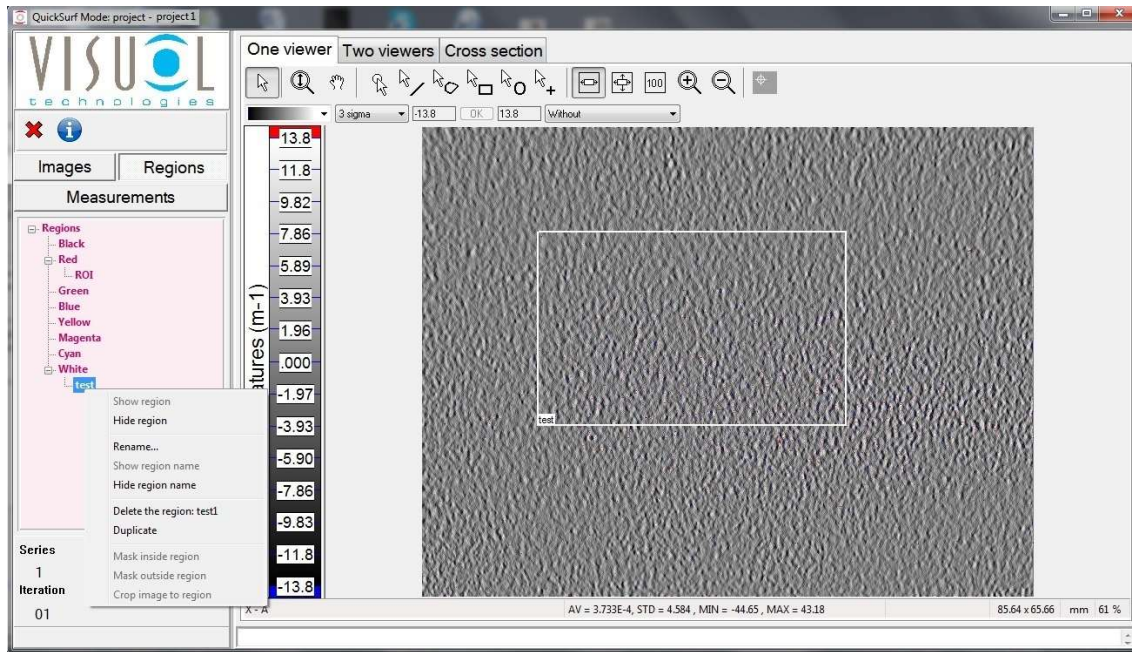 QuickSurf Mode: project - project1
VISUOL
technologies
Images Regions
Measurements
Regions
Black
Red
ROI
Green
Blue
Yellow
Magenta
Cyan
White
test
Show region
Hide region
Rename...
Show region name
Hide region name
Delete the region: test1
Duplicate
Mask inside region
Mask outside region
Crop image to region
Series
1
Iteration
01
One viewer Two viewers Cross section
100
3 sigma -13.8 OK 13.8 Without
atures (m-1)
13.8
11.8
9.82
7.86
5.89
3.93
1.96
.000
-1.97
-3.93
-5.90
-7.86
-9.83
-11.8
-13.8
test
X - A AV = 3.733E-4, STD = 4.584 , MIN = -44.65 , MAX = 43.18 85.64 x 65.66 mm 61 %